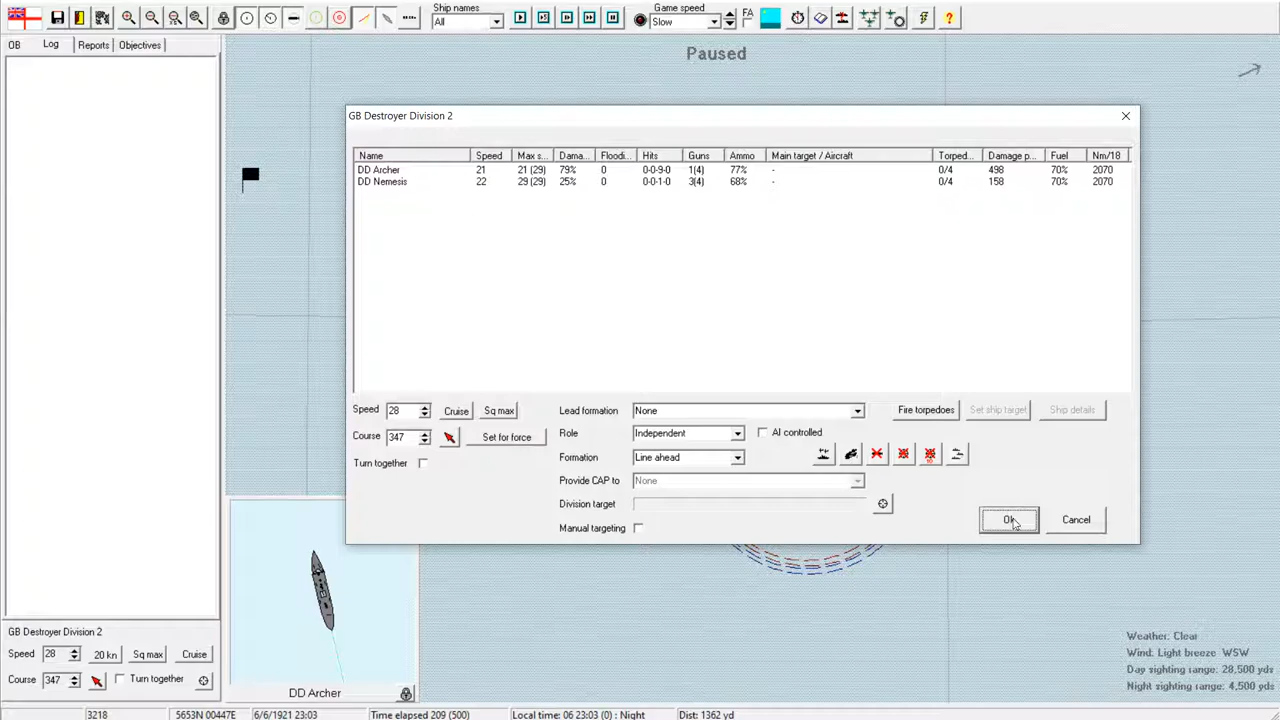 Ship names
All
Game speed
Slow
FA
OB
Log
Reports
Objectives
Paused
GB Destroyer Division 2
Name Speed Max s... Dama... Floodi... Hits Guns Ammo Main target / Aircraft Torped... Damage p... Fuel Nm/18
DD Archer 21 21 (29) 79% 0 0-0-9-0 1(4) 77% - 0/4 498 70% 2070
DD Nemesis 22 29 (29) 25% 0 0-0-1-0 3(4) 68% - 0/4 158 70% 2070
Speed 28 Cruise Sq max
Course 347 Set for force
Turn together
Lead formation None
Role Independent AI controlled
Formation Line ahead
Provide CAP to None
Division target
Manual targeting
Fire torpedoes Set ship target Ship details
Ok Cancel
GB Destroyer Division 2
Speed 28 20 kn Sq max Cruise
Course 347 Turn together
DD Archer
Weather: Clear
Wind: Light breeze WSW
Day sighting range: 28,500 yds
Night sighting range: 4,500 yds
3218 5653N 00447E 6/6/1921 23:03 Time elapsed 209 (500) Local time: 06 23:03 (0) : Night Dist: 1362 yd